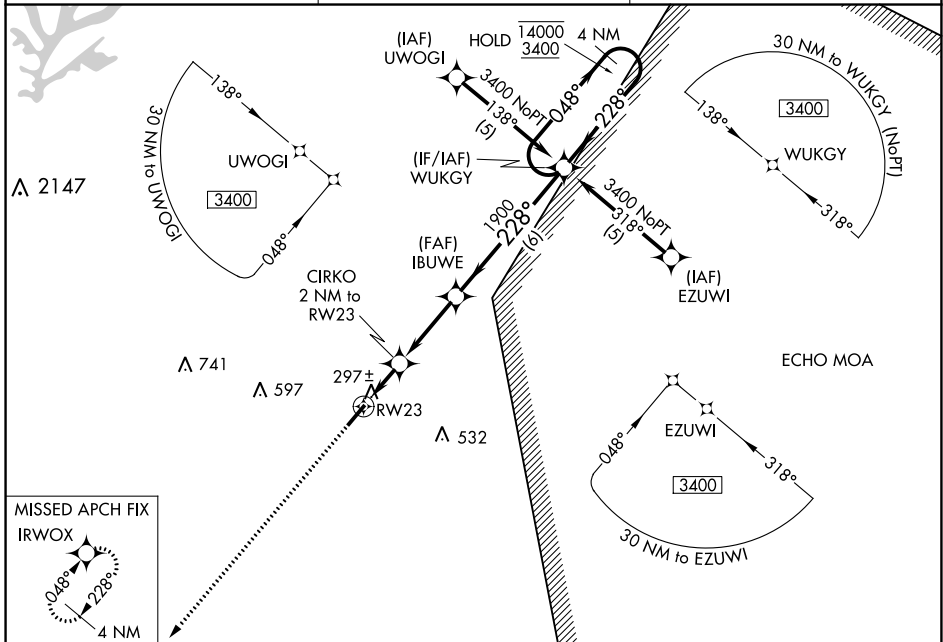 (IAF)
UWOGI
HOLD
14000
3400
4 NM
048°
228°
3400 NoPT
138°
(5)
30 NM to WUKGY (NoPT)
138°
3400
WUKGY
318°
138°
30 NM to UWOGI
UWOGI
3400
048°
2147
(IF/IAF)
WUKGY
3400 NoPT
318°
(5)
(IAF)
EZUWI
1900
228°
(6)
(FAF)
IBUWE
CIRKO
2 NM to
RW23
741
597
297±
RW23
532
ECHO MOA
EZUWI
048°
318°
3400
30 NM to EZUWI
MISSED APCH FIX
IRWOX
048°
228°
4 NM